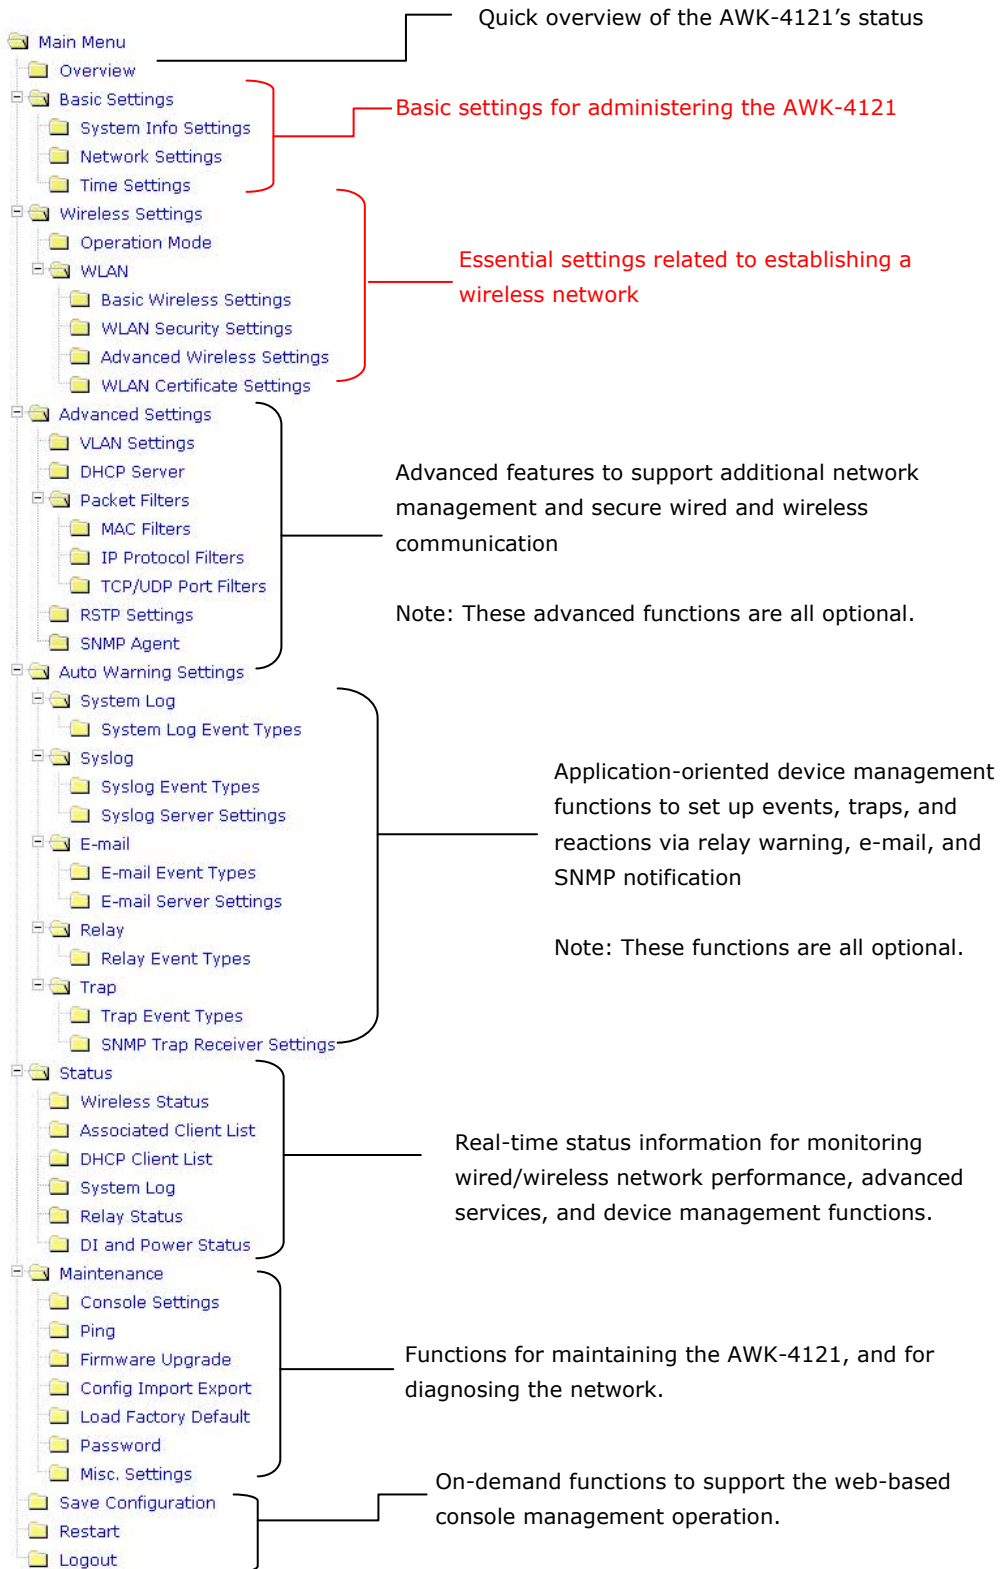 Quick overview of the AWK-4121's status
Main Menu
Overview
Basic Settings
Basic settings for administering the AWK-4121
System Info Settings
Network Settings
Time Settings
Wireless Settings
Operation Mode
WLAN
Essential settings related to establishing a
wireless network
Basic Wireless Settings
WLAN Security Settings
Advanced Wireless Settings
WLAN Certificate Settings
Advanced Settings
VLAN Settings
DHCP Server
Packet Filters
MAC Filters
IP Protocol Filters
TCP/UDP Port Filters
RSTP Settings
SNMP Agent
Advanced features to support additional network
management and secure wired and wireless
communication
Note: These advanced functions are all optional.
Auto Warning Settings
System Log
System Log Event Types
Syslog
Syslog Event Types
Syslog Server Settings
E-mail
E-mail Event Types
E-mail Server Settings
Relay
Relay Event Types
Trap
Trap Event Types
SNMP Trap Receiver Settings
Application-oriented device management
functions to set up events, traps, and
reactions via relay warning, e-mail, and
SNMP notification
Note: These functions are all optional.
Status
Wireless Status
Associated Client List
DHCP Client List
System Log
Relay Status
DI and Power Status
Real-time status information for monitoring
wired/wireless network performance, advanced
services, and device management functions.
Maintenance
Console Settings
Ping
Firmware Upgrade
Config Import Export
Load Factory Default
Password
Misc. Settings
Functions for maintaining the AWK-4121, and for
diagnosing the network.
Save Configuration
Restart
Logout
On-demand functions to support the web-based
console management operation.